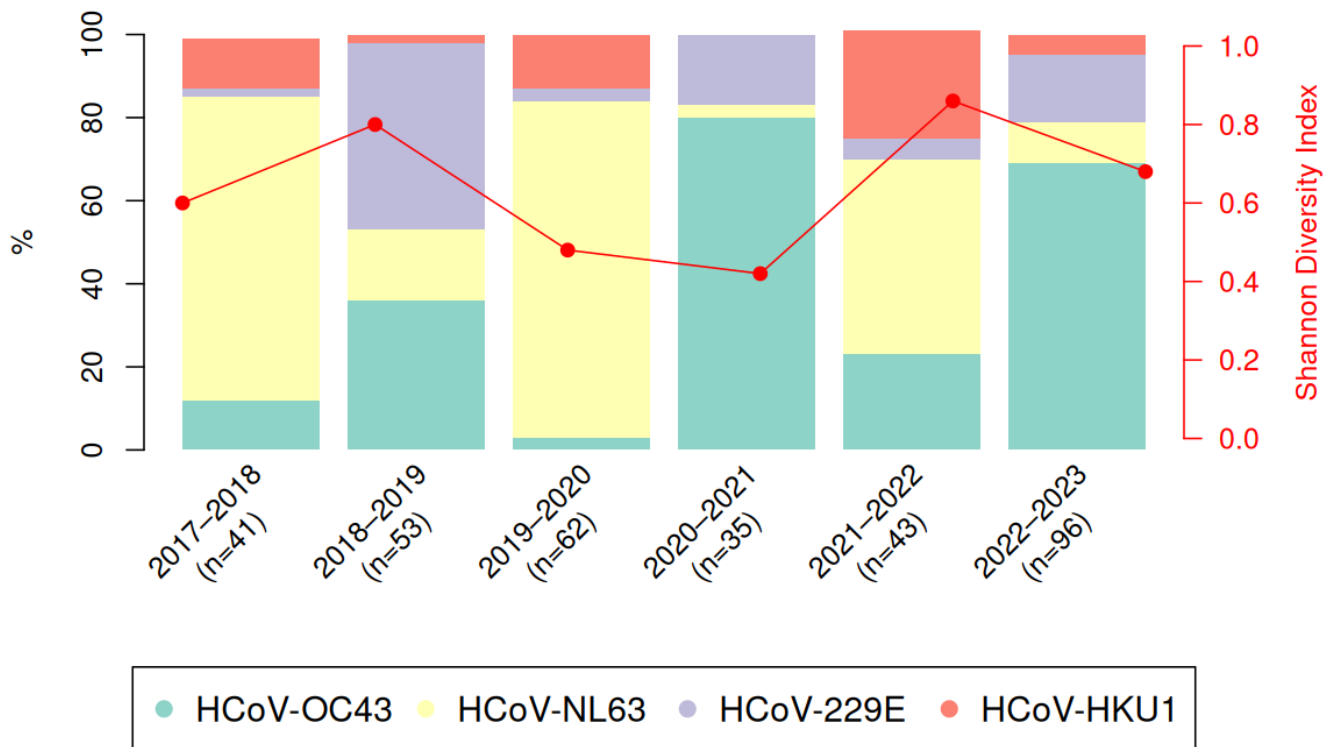 %
100
80
60
40
20
0
1.0
0.8
0.6
0.4
0.2
0.0
Shannon Diversity Index
2017–2018
(n=41)
2018–2019
(n=53)
2019–2020
(n=62)
2020–2021
(n=35)
2021–2022
(n=43)
2022–2023
(n=96)
HCoV-OC43 HCoV-NL63 HCoV-229E HCoV-HKU1